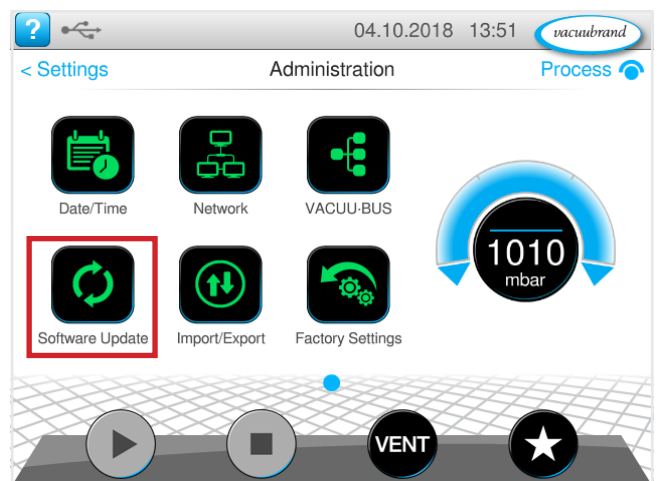 ? 04.10.2018 13:51 vacuubrand
< Settings Administration Process
Date/Time Network VACUU·BUS
1010
mbar
Software Update Import/Export Factory Settings
VENT